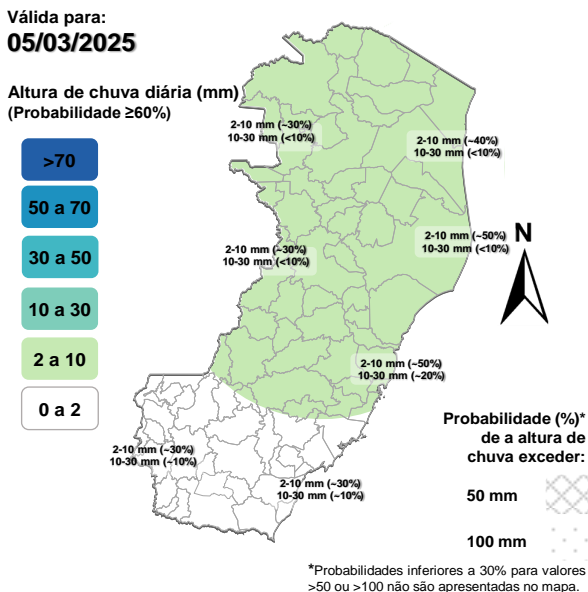 Válida para:
05/03/2025
Altura de chuva diária (mm)
(Probabilidade ≥60%)
>70
50 a 70
30 a 50
10 a 30
2 a 10
0 a 2
2-10 mm (~30%)
10-30 mm (<10%)
2-10 mm (~40%)
10-30 mm (<10%)
2-10 mm (~30%)
10-30 mm (<10%)
2-10 mm (~50%)
10-30 mm (<10%)
N
2-10 mm (~50%)
10-30 mm (~20%)
2-10 mm (~30%)
10-30 mm (~10%)
2-10 mm (~30%)
10-30 mm (~10%)
Probabilidade (%)*
de a altura de
chuva exceder:
50 mm
100 mm
*Probabilidades inferiores a 30% para valores
>50 ou >100 não são apresentadas no mapa.